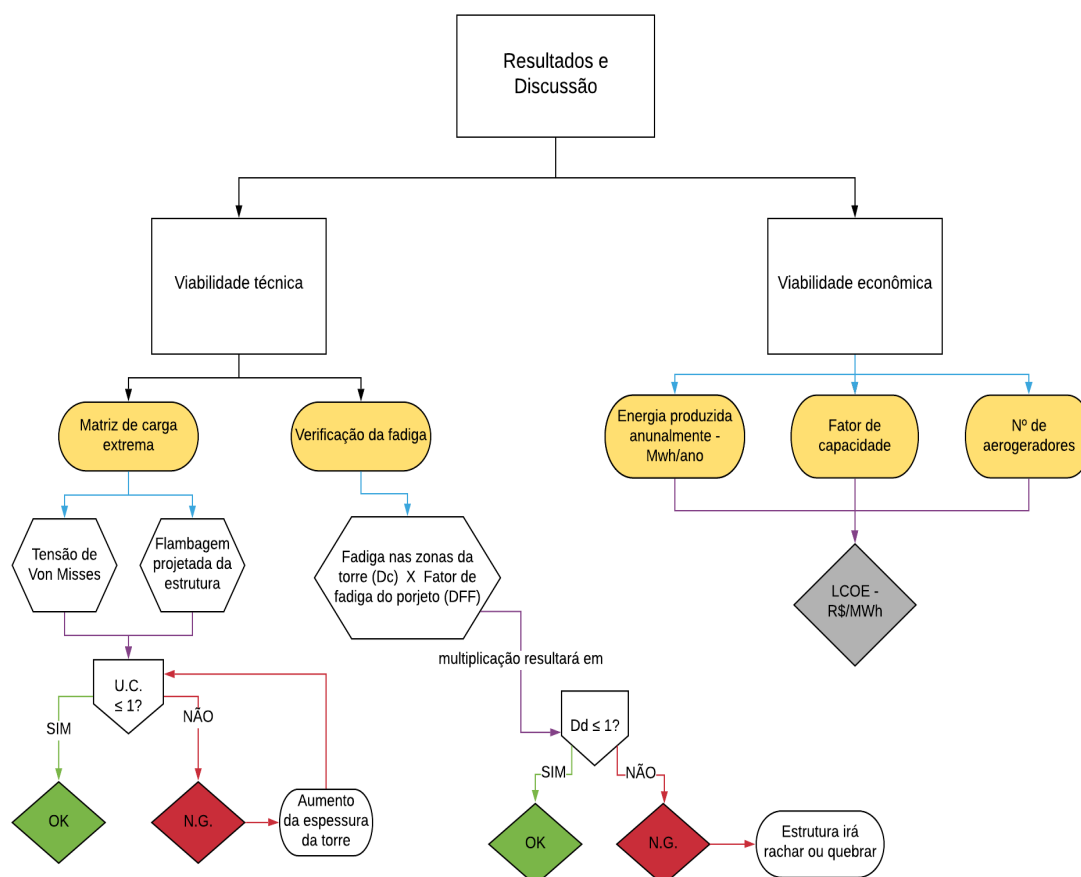 Resultados e
Discussão
Viabilidade técnica
Viabilidade econômica
Matriz de carga
extrema
Verificação da fadiga
Energia produzida
anunalmente -
Mwh/ano
Fator de
capacidade
Nº de
aerogeradores
Tensão de
Von Misses
Flambagem
projetada da
estrutura
Fadiga nas zonas da
torre (Dc) X Fator de
fadiga do porjeto (DFF)
LCOE -
R$/MWh
multiplicação resultará em
U.C.
≤ 1?
SIM
NÃO
Dd ≤ 1?
SIM
NÃO
OK
N.G.
Aumento
da espessura
da torre
OK
N.G.
Estrutura irá
rachar ou quebrar